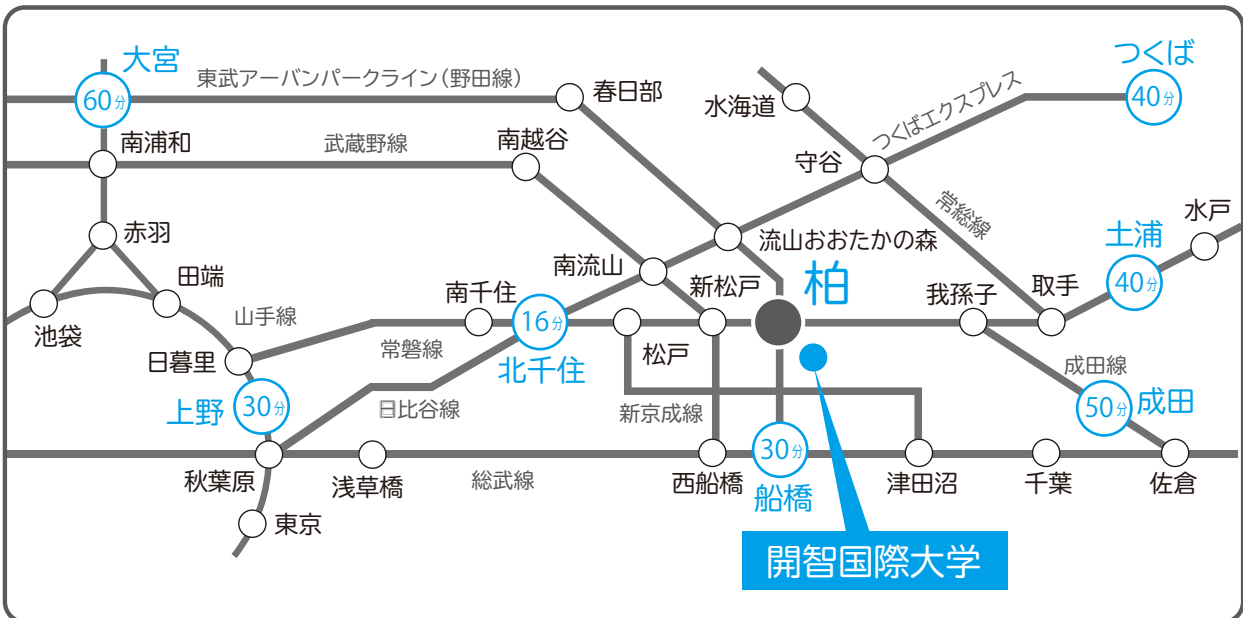 大宮
60分
東武アーバンパークライン(野田線)
春日部
水海道
つくばエクスプレス
つくば
40分
南浦和
武蔵野線
南越谷
守谷
常総線
水戸
赤羽
田端
池袋
山手線
日暮里
南千住
常磐線
16分
北千住
南流山
流山おおたかの森
新松戸
松戸
柏
我孫子
取手
土浦
40分
成田線
50分
成田
上野
30分
日比谷線
新京成線
秋葉原
浅草橋
総武線
西船橋
30分
船橋
津田沼
千葉
佐倉
東京
開智国際大学